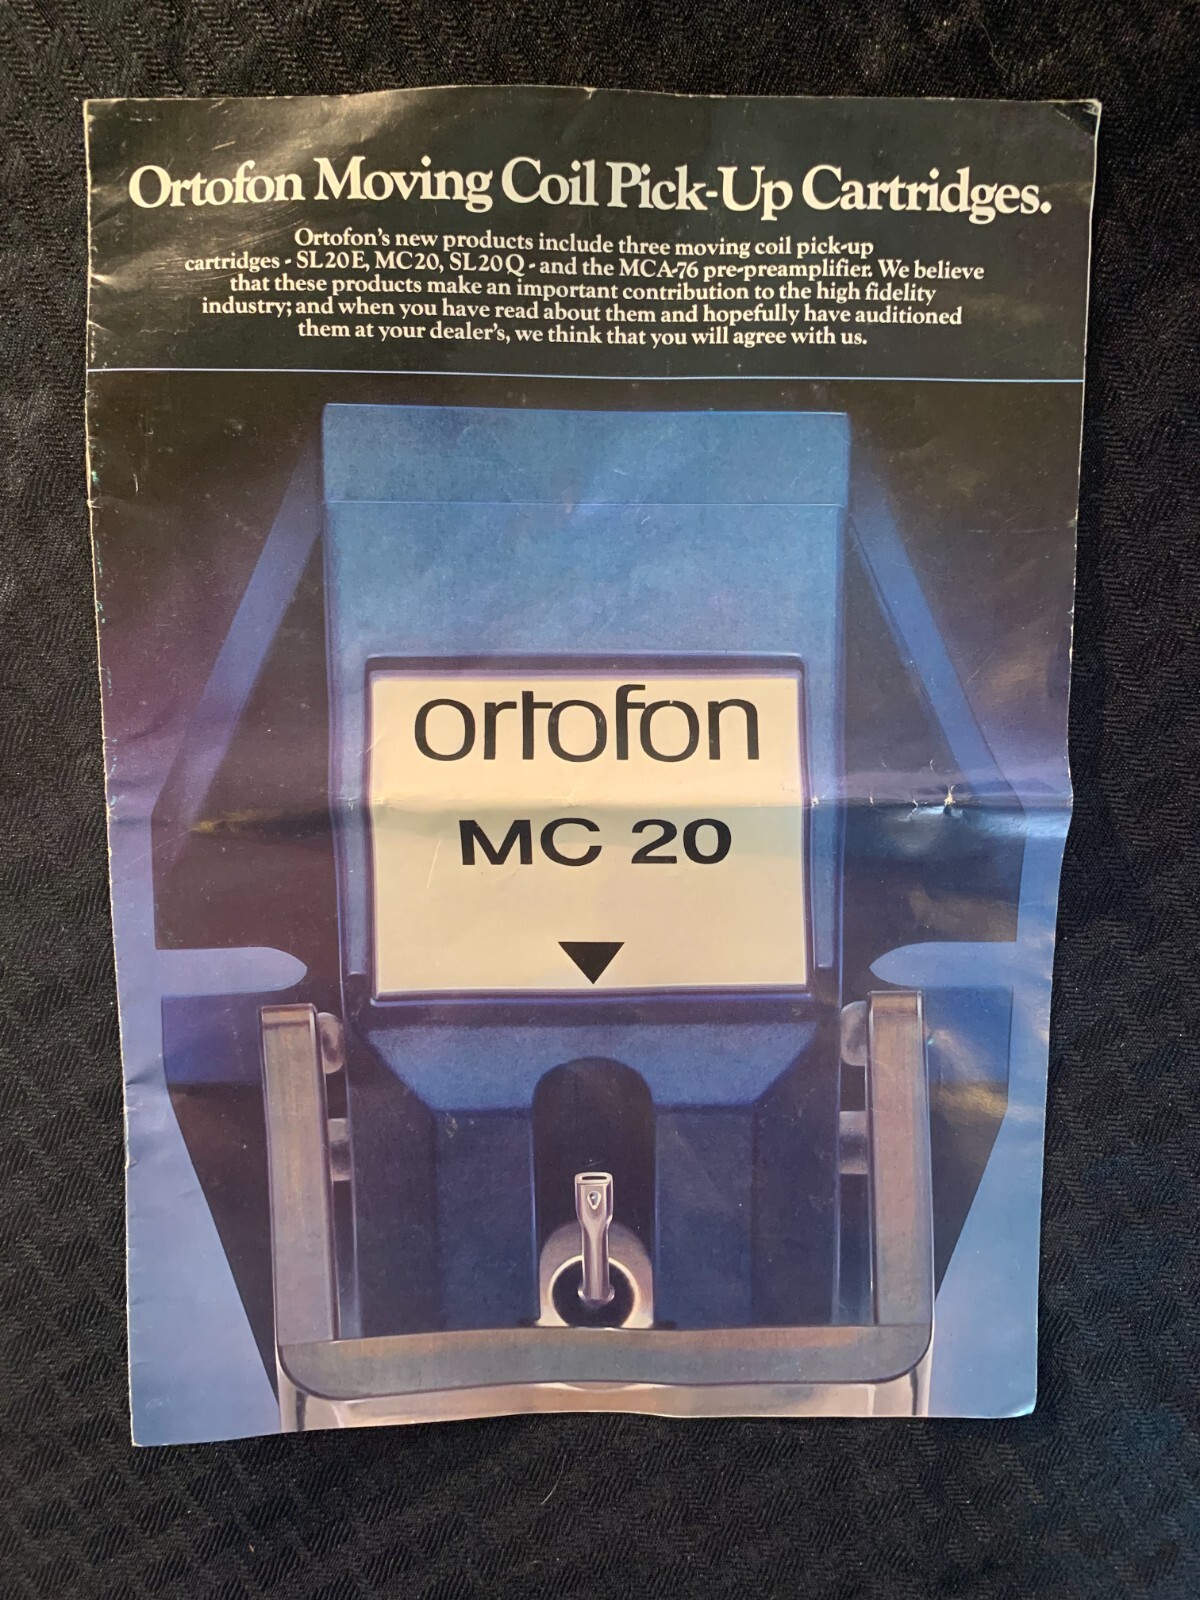 Ortofon Moving Coil Pick-Up Cartridges.
Ortofon's new products include three moving coil pick-up
cartridges - SL20E, MC20, SL20Q - and the MCA-76 pre-preamplifier. We believe
that these products make an important contribution to the high fidelity
industry; and when you have read about them and hopefully have auditioned
them at your dealer's, we think that you will agree with us.
ortofon
MC 20